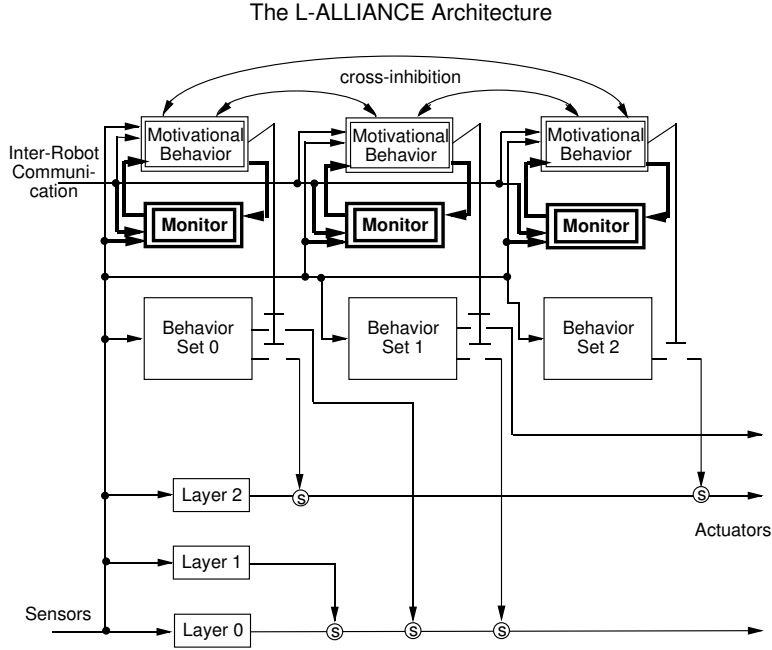 The L-ALLIANCE Architecture
cross-inhibition
Motivational
Behavior
Motivational
Behavior
Motivational
Behavior
Inter-Robot
Communi-
cation
Monitor
Monitor
Monitor
Behavior
Set 0
Behavior
Set 1
Behavior
Set 2
Layer 2
S
S
Actuators
Layer 1
Sensors
Layer 0
S
S
S